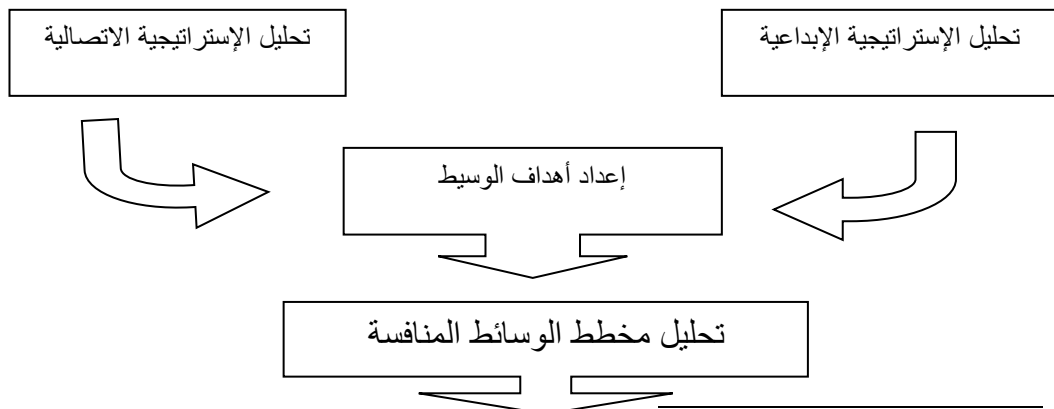 تحليل الإستراتيجية الإبداعية
تحليل الإستراتيجية الاتصالية
إعداد أهداف الوسيط
تحليل مخطط الوسائط المنافسة